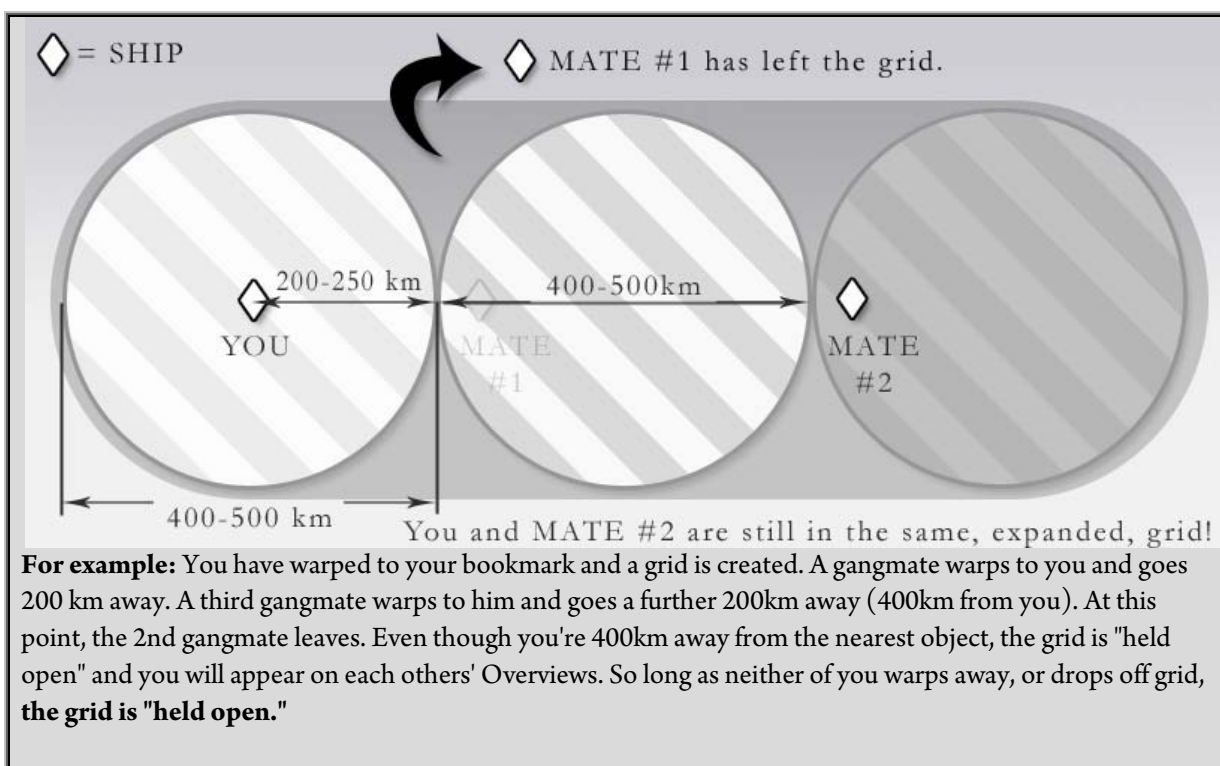 = SHIP
MATE #1 has left the grid.
200-250 km
400-500km
YOU
MATE
#1
MATE
#2
400-500 km
You and MATE #2 are still in the same, expanded, grid!
For example: You have warped to your bookmark and a grid is created. A gangmate warps to you and goes
200 km away. A third gangmate warps to him and goes a further 200km away (400km from you). At this
point, the 2nd gangmate leaves. Even though you're 400km away from the nearest object, the grid is "held
open" and you will appear on each others' Overviews. So long as neither of you warps away, or drops off grid,
the grid is "held open."